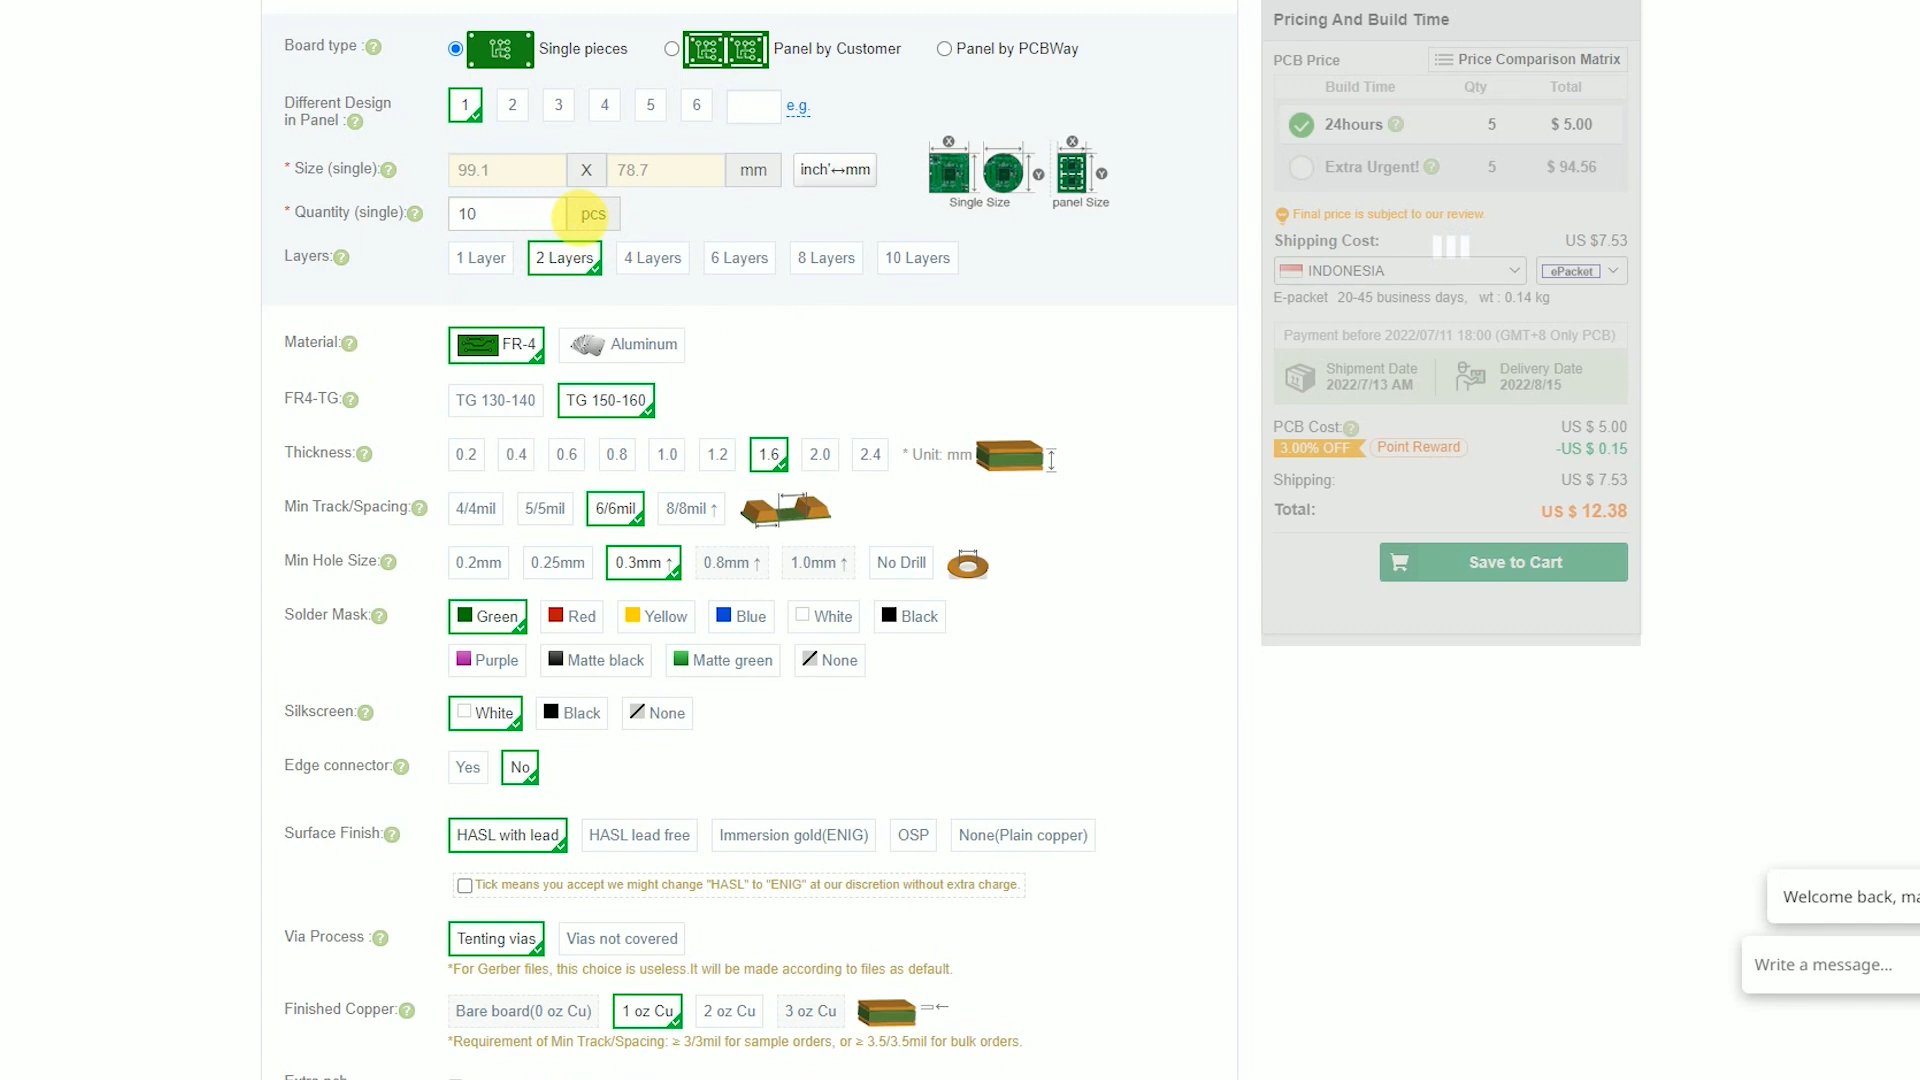 Board type :
Single pieces
Panel by Customer
Panel by PCBWay
Different Design
in Panel :
1 2 3 4 5 6 e.g.
* Size (single):
99.1 X 78.7 mm
inch'↔mm
Single Size
panel Size
* Quantity (single):
10 pcs
Layers:
1 Layer 2 Layers 4 Layers 6 Layers 8 Layers 10 Layers
Material:
FR-4 Aluminum
FR4-TG:
TG 130-140 TG 150-160
Thickness:
0.2 0.4 0.6 0.8 1.0 1.2 1.6 2.0 2.4 * Unit: mm
Min Track/Spacing:
4/4mil 5/5mil 6/6mil 8/8mil ↑
Min Hole Size:
0.2mm 0.25mm 0.3mm ↑ 0.8mm ↑ 1.0mm ↑ No Drill
Solder Mask:
Green Red Yellow Blue White Black
Purple Matte black Matte green None
Silkscreen:
White Black None
Edge connector:
Yes No
Surface Finish:
HASL with lead HASL lead free Immersion gold(ENIG) OSP None(Plain copper)
Tick means you accept we might change "HASL" to "ENIG" at our discretion without extra charge.
Via Process :
Tenting vias Vias not covered
*For Gerber files, this choice is useless.It will be made according to files as default.
Finished Copper:
Bare board(0 oz Cu) 1 oz Cu 2 oz Cu 3 oz Cu
*Requirement of Min Track/Spacing: ≥ 3/3mil for sample orders, or ≥ 3.5/3.5mil for bulk orders.
Pricing And Build Time
PCB Price
Price Comparison Matrix
Build Time Qty Total
24hours 5 $ 5.00
Extra Urgent! 5 $ 94.56
Final price is subject to our review.
Shipping Cost: US $7.53
INDONESIA ePacket
E-packet 20-45 business days, wt : 0.14 kg
Payment before 2022/07/11 18:00 (GMT+8 Only PCB)
Shipment Date
2022/7/13 AM
Delivery Date
2022/8/15
PCB Cost: US $ 5.00
3.00% OFF Point Reward -US $ 0.15
Shipping: US $ 7.53
Total: US $ 12.38
Save to Cart
Welcome back, ma
Write a message...